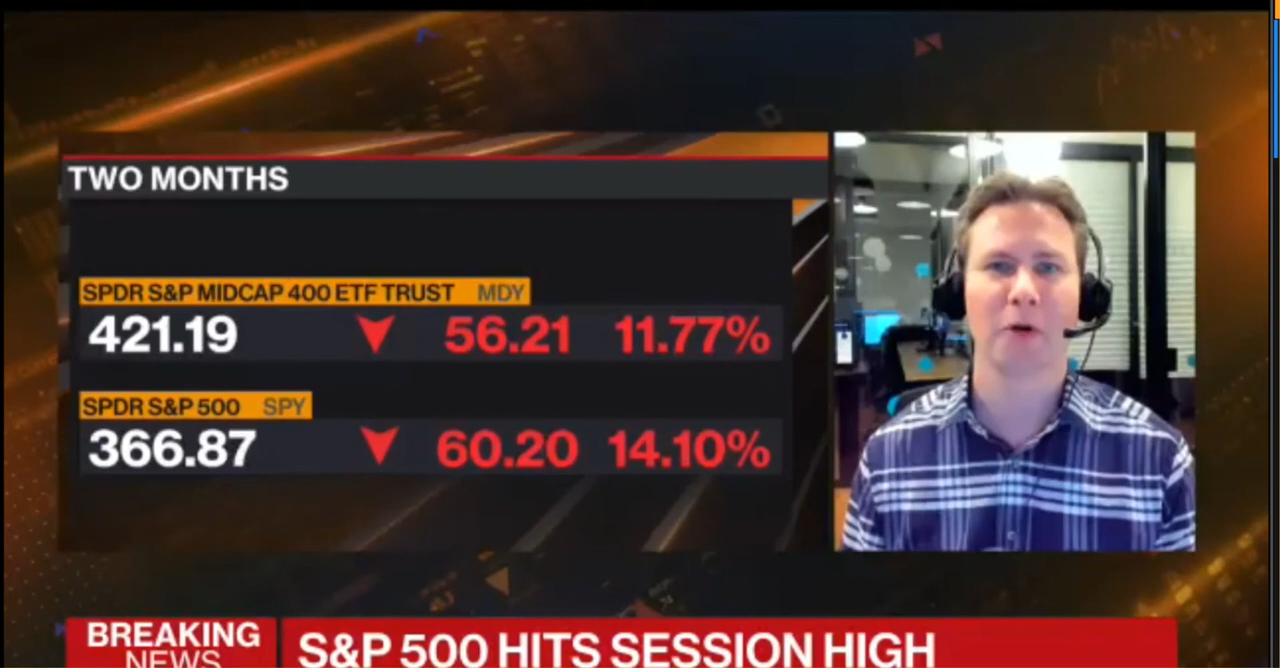 TWO MONTHS
SPDR S&P MIDCAP 400 ETF TRUST MDY
421.19 ▼ 56.21 11.77%
SPDR S&P 500 SPY
366.87 ▼ 60.20 14.10%
BREAKING
NEWS
S&P 500 HITS SESSION HIGH